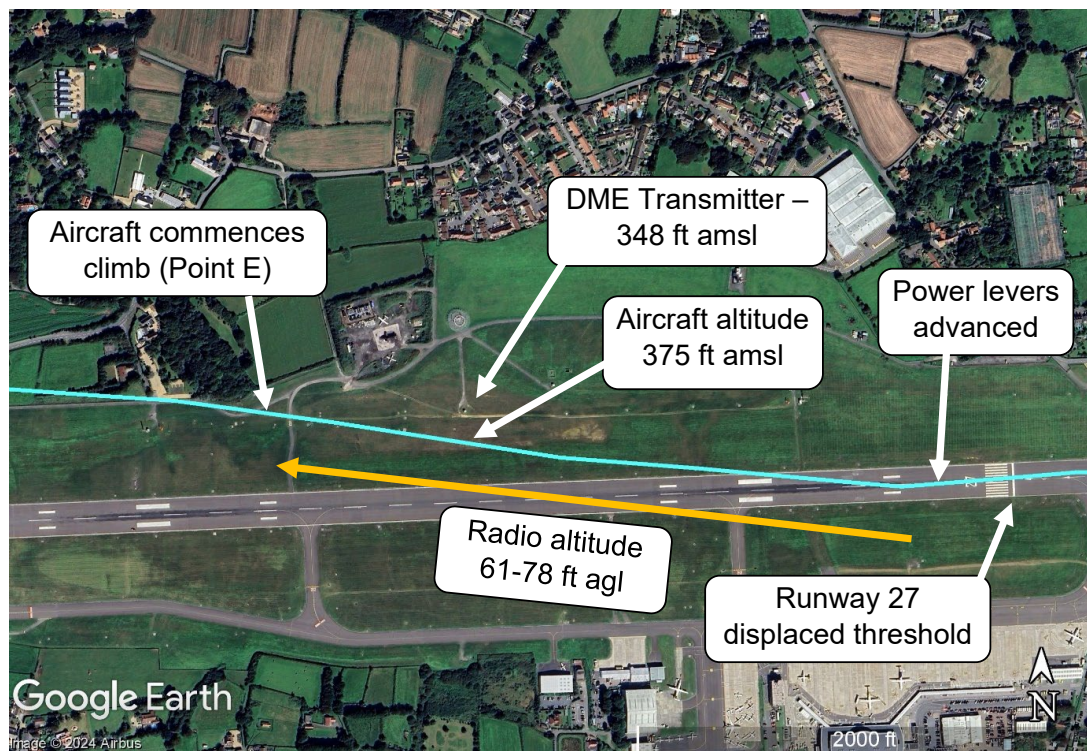 DME Transmitter –
348 ft amsl
Aircraft commences
climb (Point E)
Power levers
advanced
Aircraft altitude
375 ft amsl
27
Radio altitude
61-78 ft agl
Runway 27
displaced threshold
N
Google Earth
Image © 2024 Airbus
2000 ft